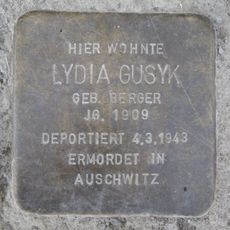 HIER WOHNTE
LYDIA GUSYK
GEB. BERGER
JG. 1909
DEPORTIERT 4.3.1943
ERMORDET IN
AUSCHWITZ